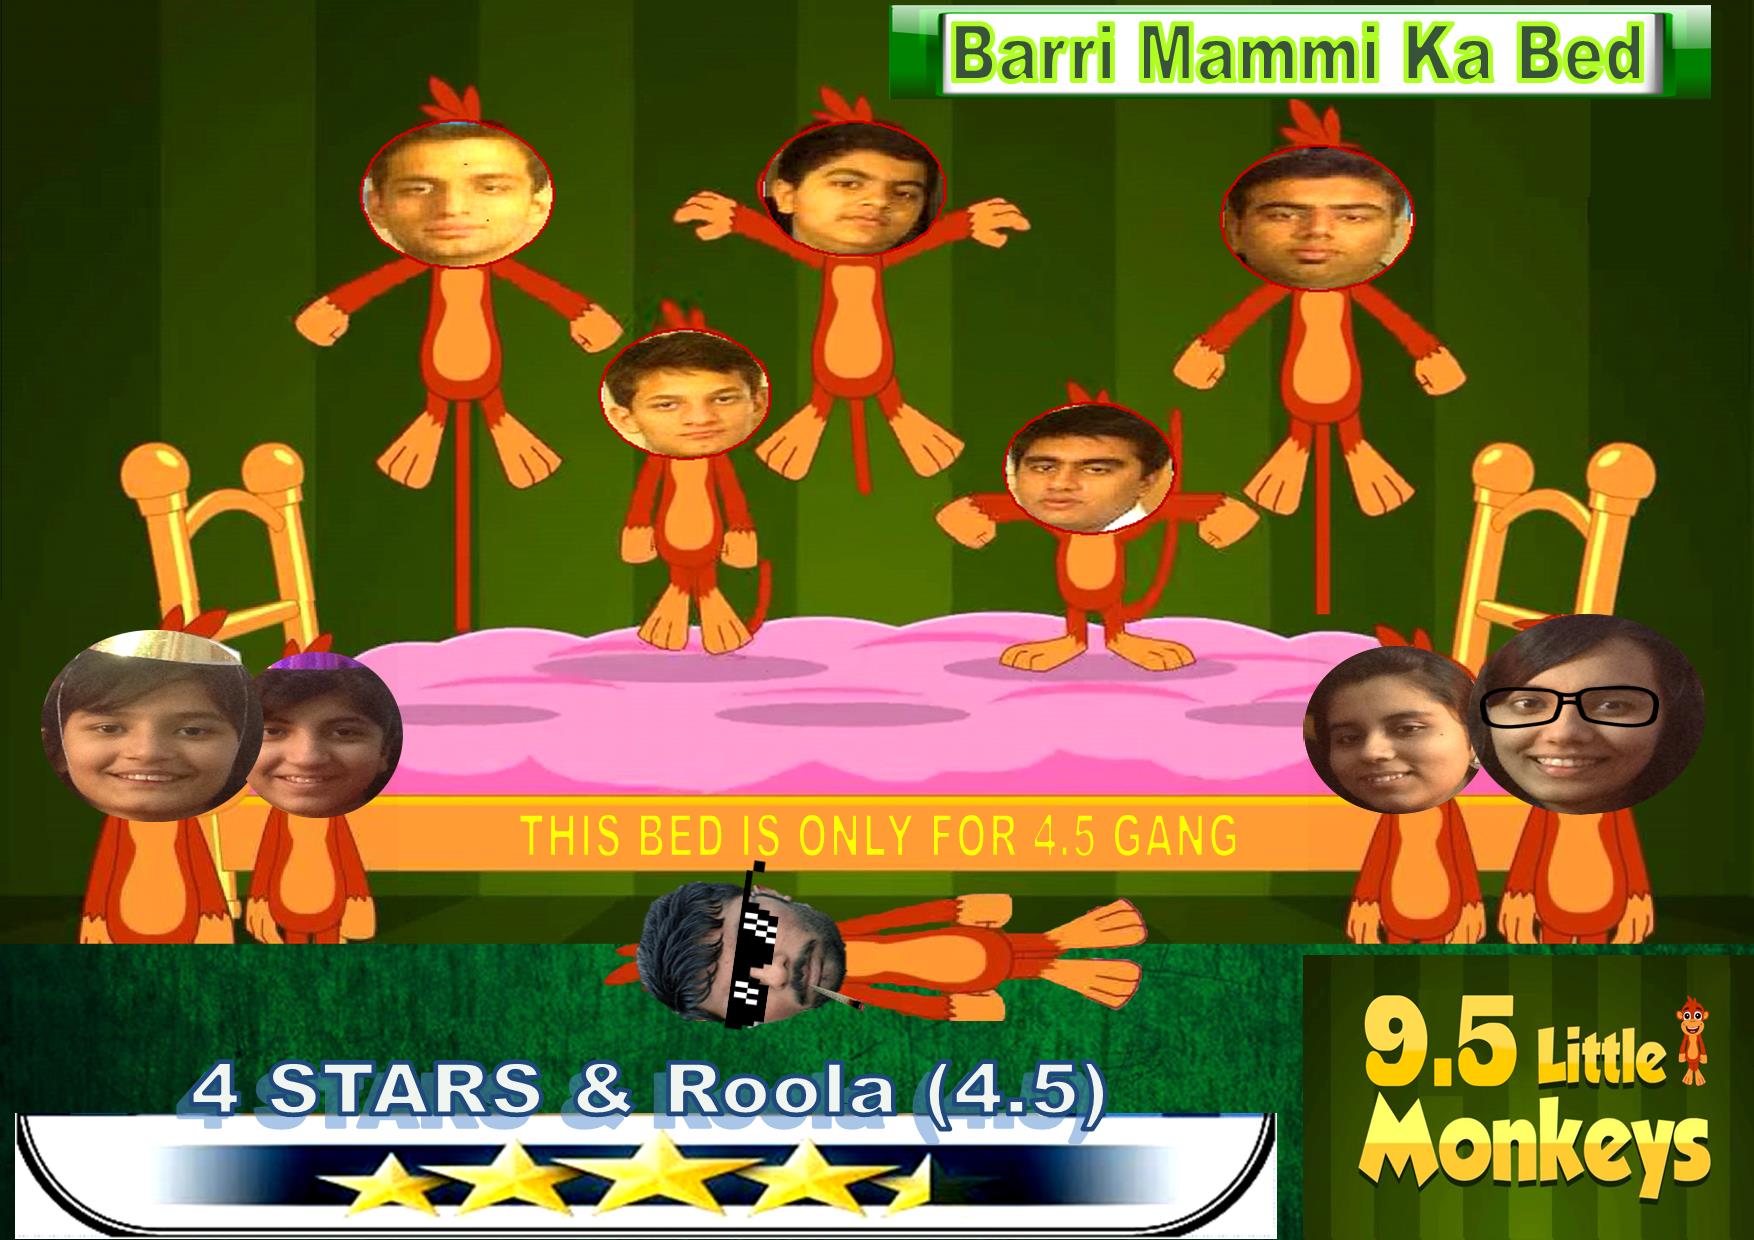 Barri Mammi Ka Bed
THIS BED IS ONLY FOR 4.5 GANG
4 STARS & Roola (4.5)
9.5 Little
Monkeys